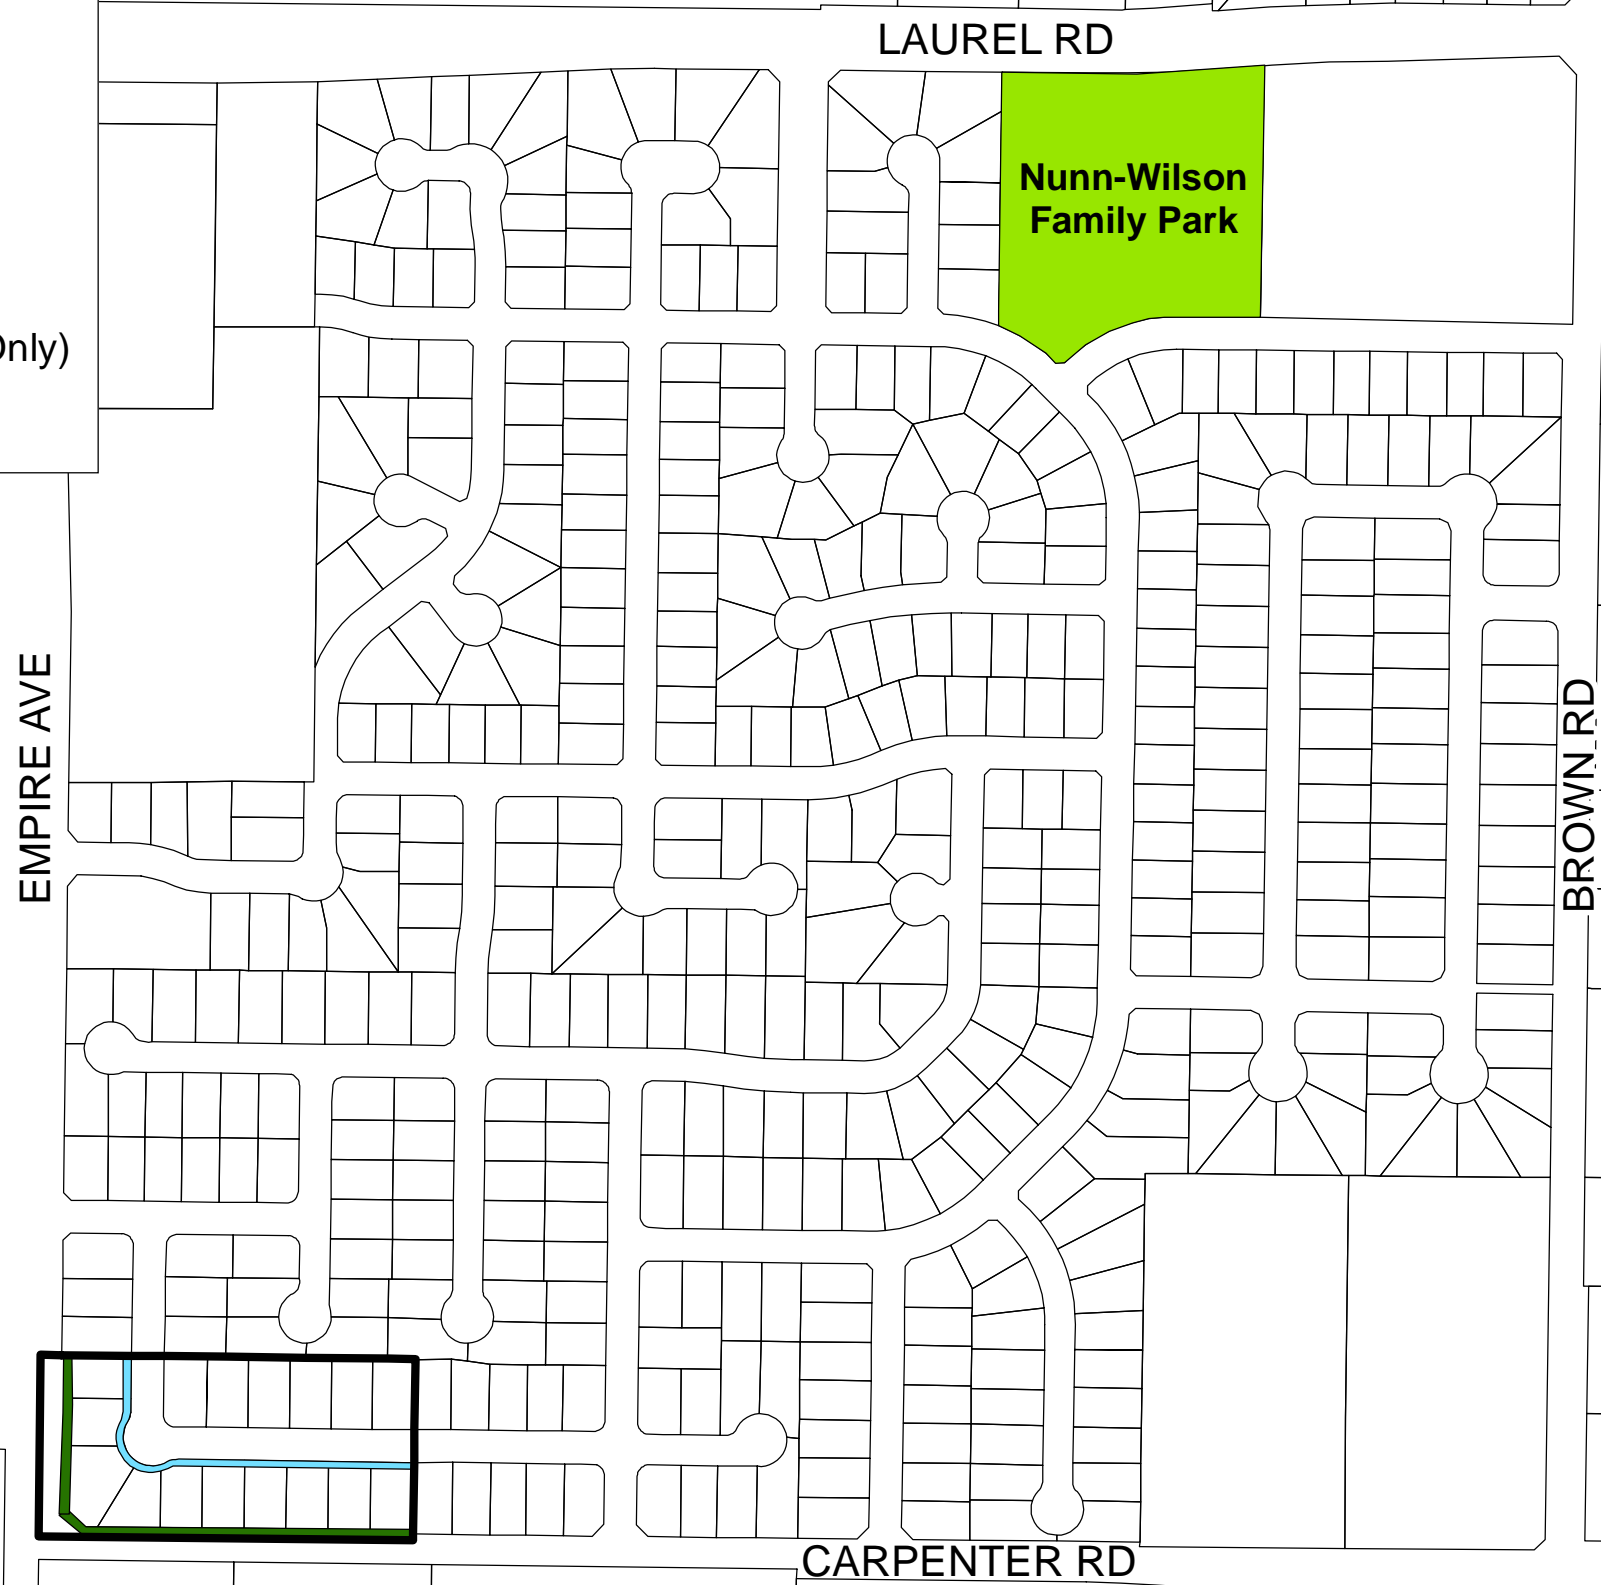 LAUREL RD
Nunn-Wilson
Family Park
Only)
EMPIRE AVE
BROWN RD
CARPENTER RD